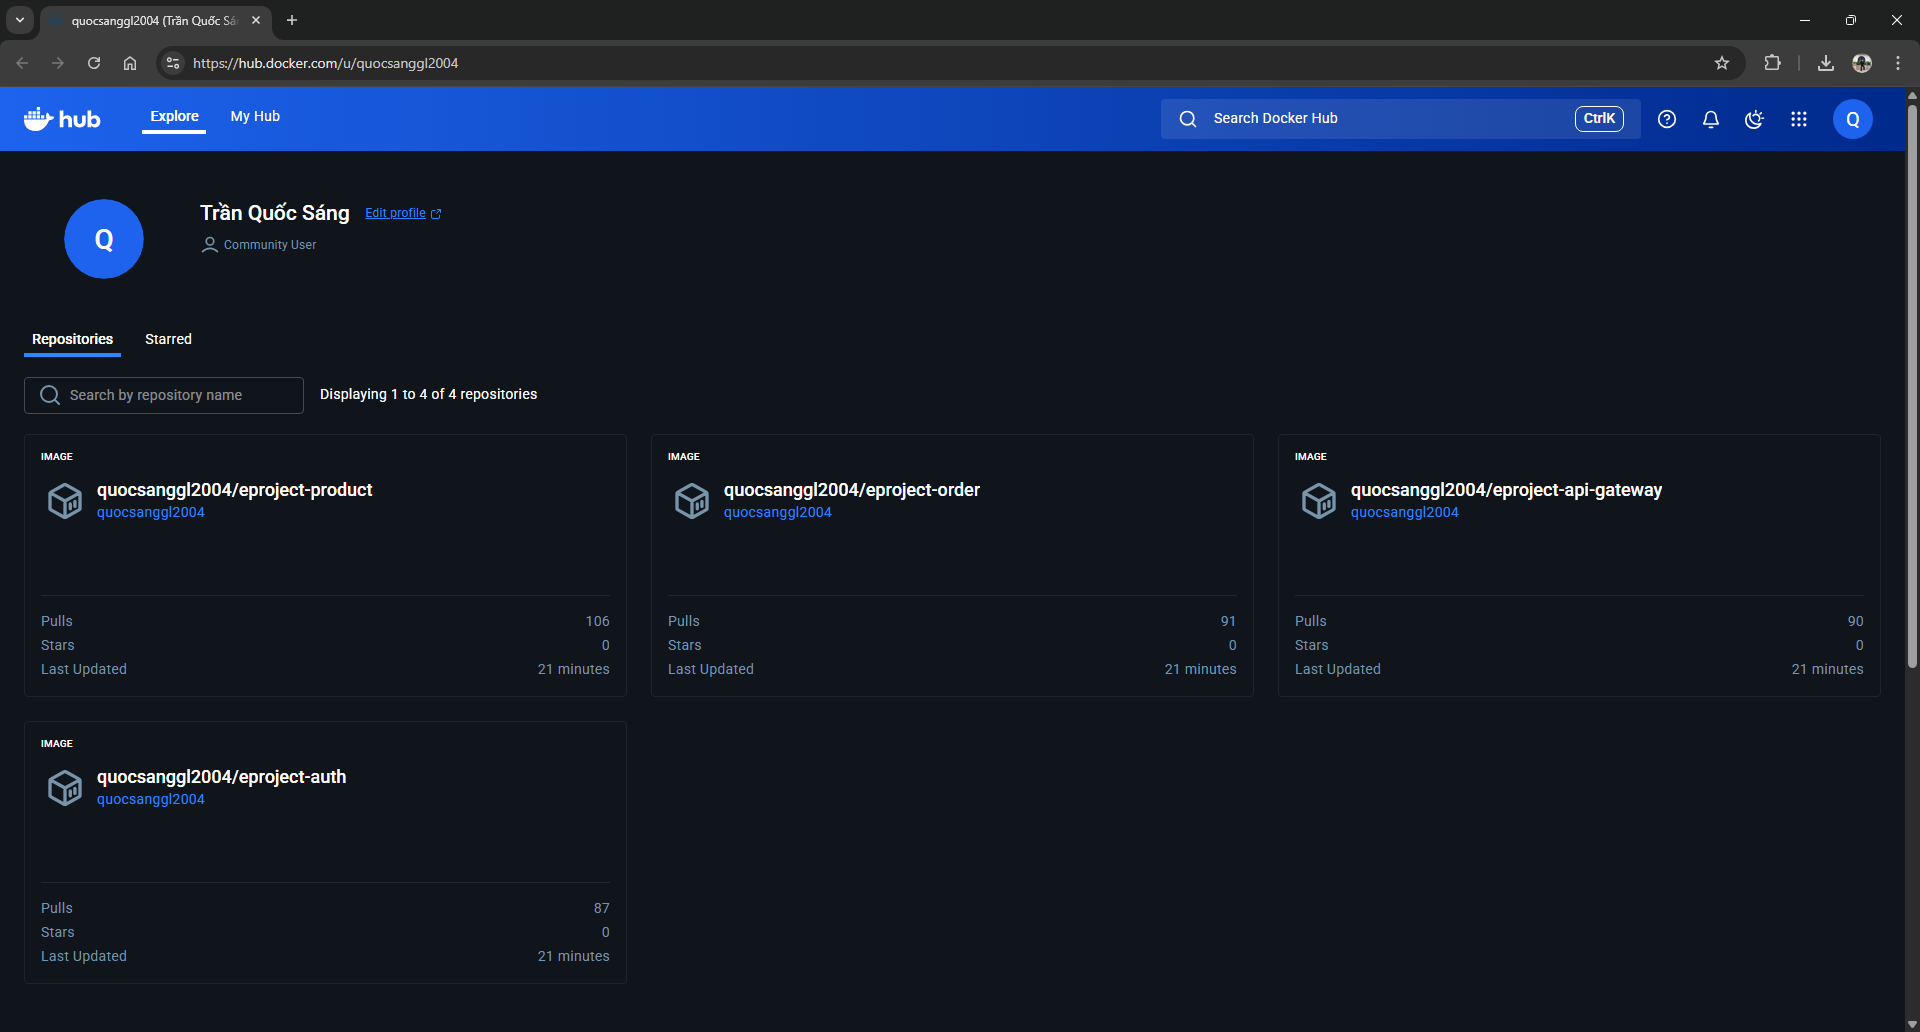 quocsanggl2004 (Trần Quốc Sá
https://hub.docker.com/u/quocsanggl2004
hub
Explore
My Hub
Search Docker Hub
CtrlK
Q
Q
Trần Quốc Sáng
Edit profile
Community User
Repositories
Starred
Search by repository name
Displaying 1 to 4 of 4 repositories
IMAGE
quocsanggl2004/eproject-product
quocsanggl2004
Pulls 106
Stars 0
Last Updated 21 minutes
IMAGE
quocsanggl2004/eproject-order
quocsanggl2004
Pulls 91
Stars 0
Last Updated 21 minutes
IMAGE
quocsanggl2004/eproject-api-gateway
quocsanggl2004
Pulls 90
Stars 0
Last Updated 21 minutes
IMAGE
quocsanggl2004/eproject-auth
quocsanggl2004
Pulls 87
Stars 0
Last Updated 21 minutes